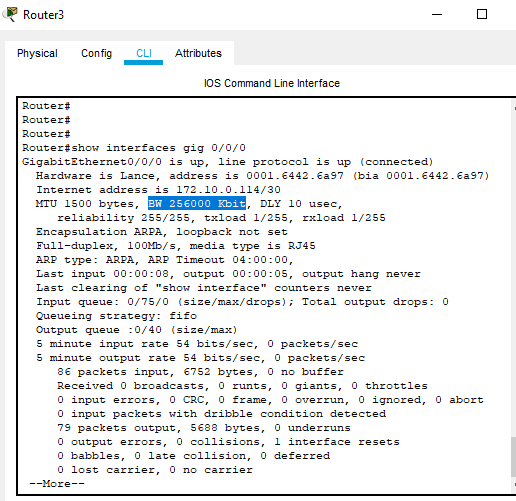 Router3
Physical Config CLI Attributes
IOS Command Line Interface
Router#
Router#
Router#
Router#show interfaces gig 0/0/0
GigabitEthernet0/0/0 is up, line protocol is up (connected)
Hardware is Lance, address is 0001.6442.6a97 (bia 0001.6442.6a97)
Internet address is 172.10.0.114/30
MTU 1500 bytes, BW 256000 Kbit, DLY 10 usec,
reliability 255/255, txload 1/255, rxload 1/255
Encapsulation ARPA, loopback not set
Full-duplex, 100Mb/s, media type is RJ45
ARP type: ARPA, ARP Timeout 04:00:00,
Last input 00:00:08, output 00:00:05, output hang never
Last clearing of "show interface" counters never
Input queue: 0/75/0 (size/max/drops); Total output drops: 0
Queueing strategy: fifo
Output queue :0/40 (size/max)
5 minute input rate 54 bits/sec, 0 packets/sec
5 minute output rate 54 bits/sec, 0 packets/sec
86 packets input, 6752 bytes, 0 no buffer
Received 0 broadcasts, 0 runts, 0 giants, 0 throttles
0 input errors, 0 CRC, 0 frame, 0 overrun, 0 ignored, 0 abort
0 input packets with dribble condition detected
79 packets output, 5688 bytes, 0 underruns
0 output errors, 0 collisions, 1 interface resets
0 babbles, 0 late collision, 0 deferred
0 lost carrier, 0 no carrier
--More--